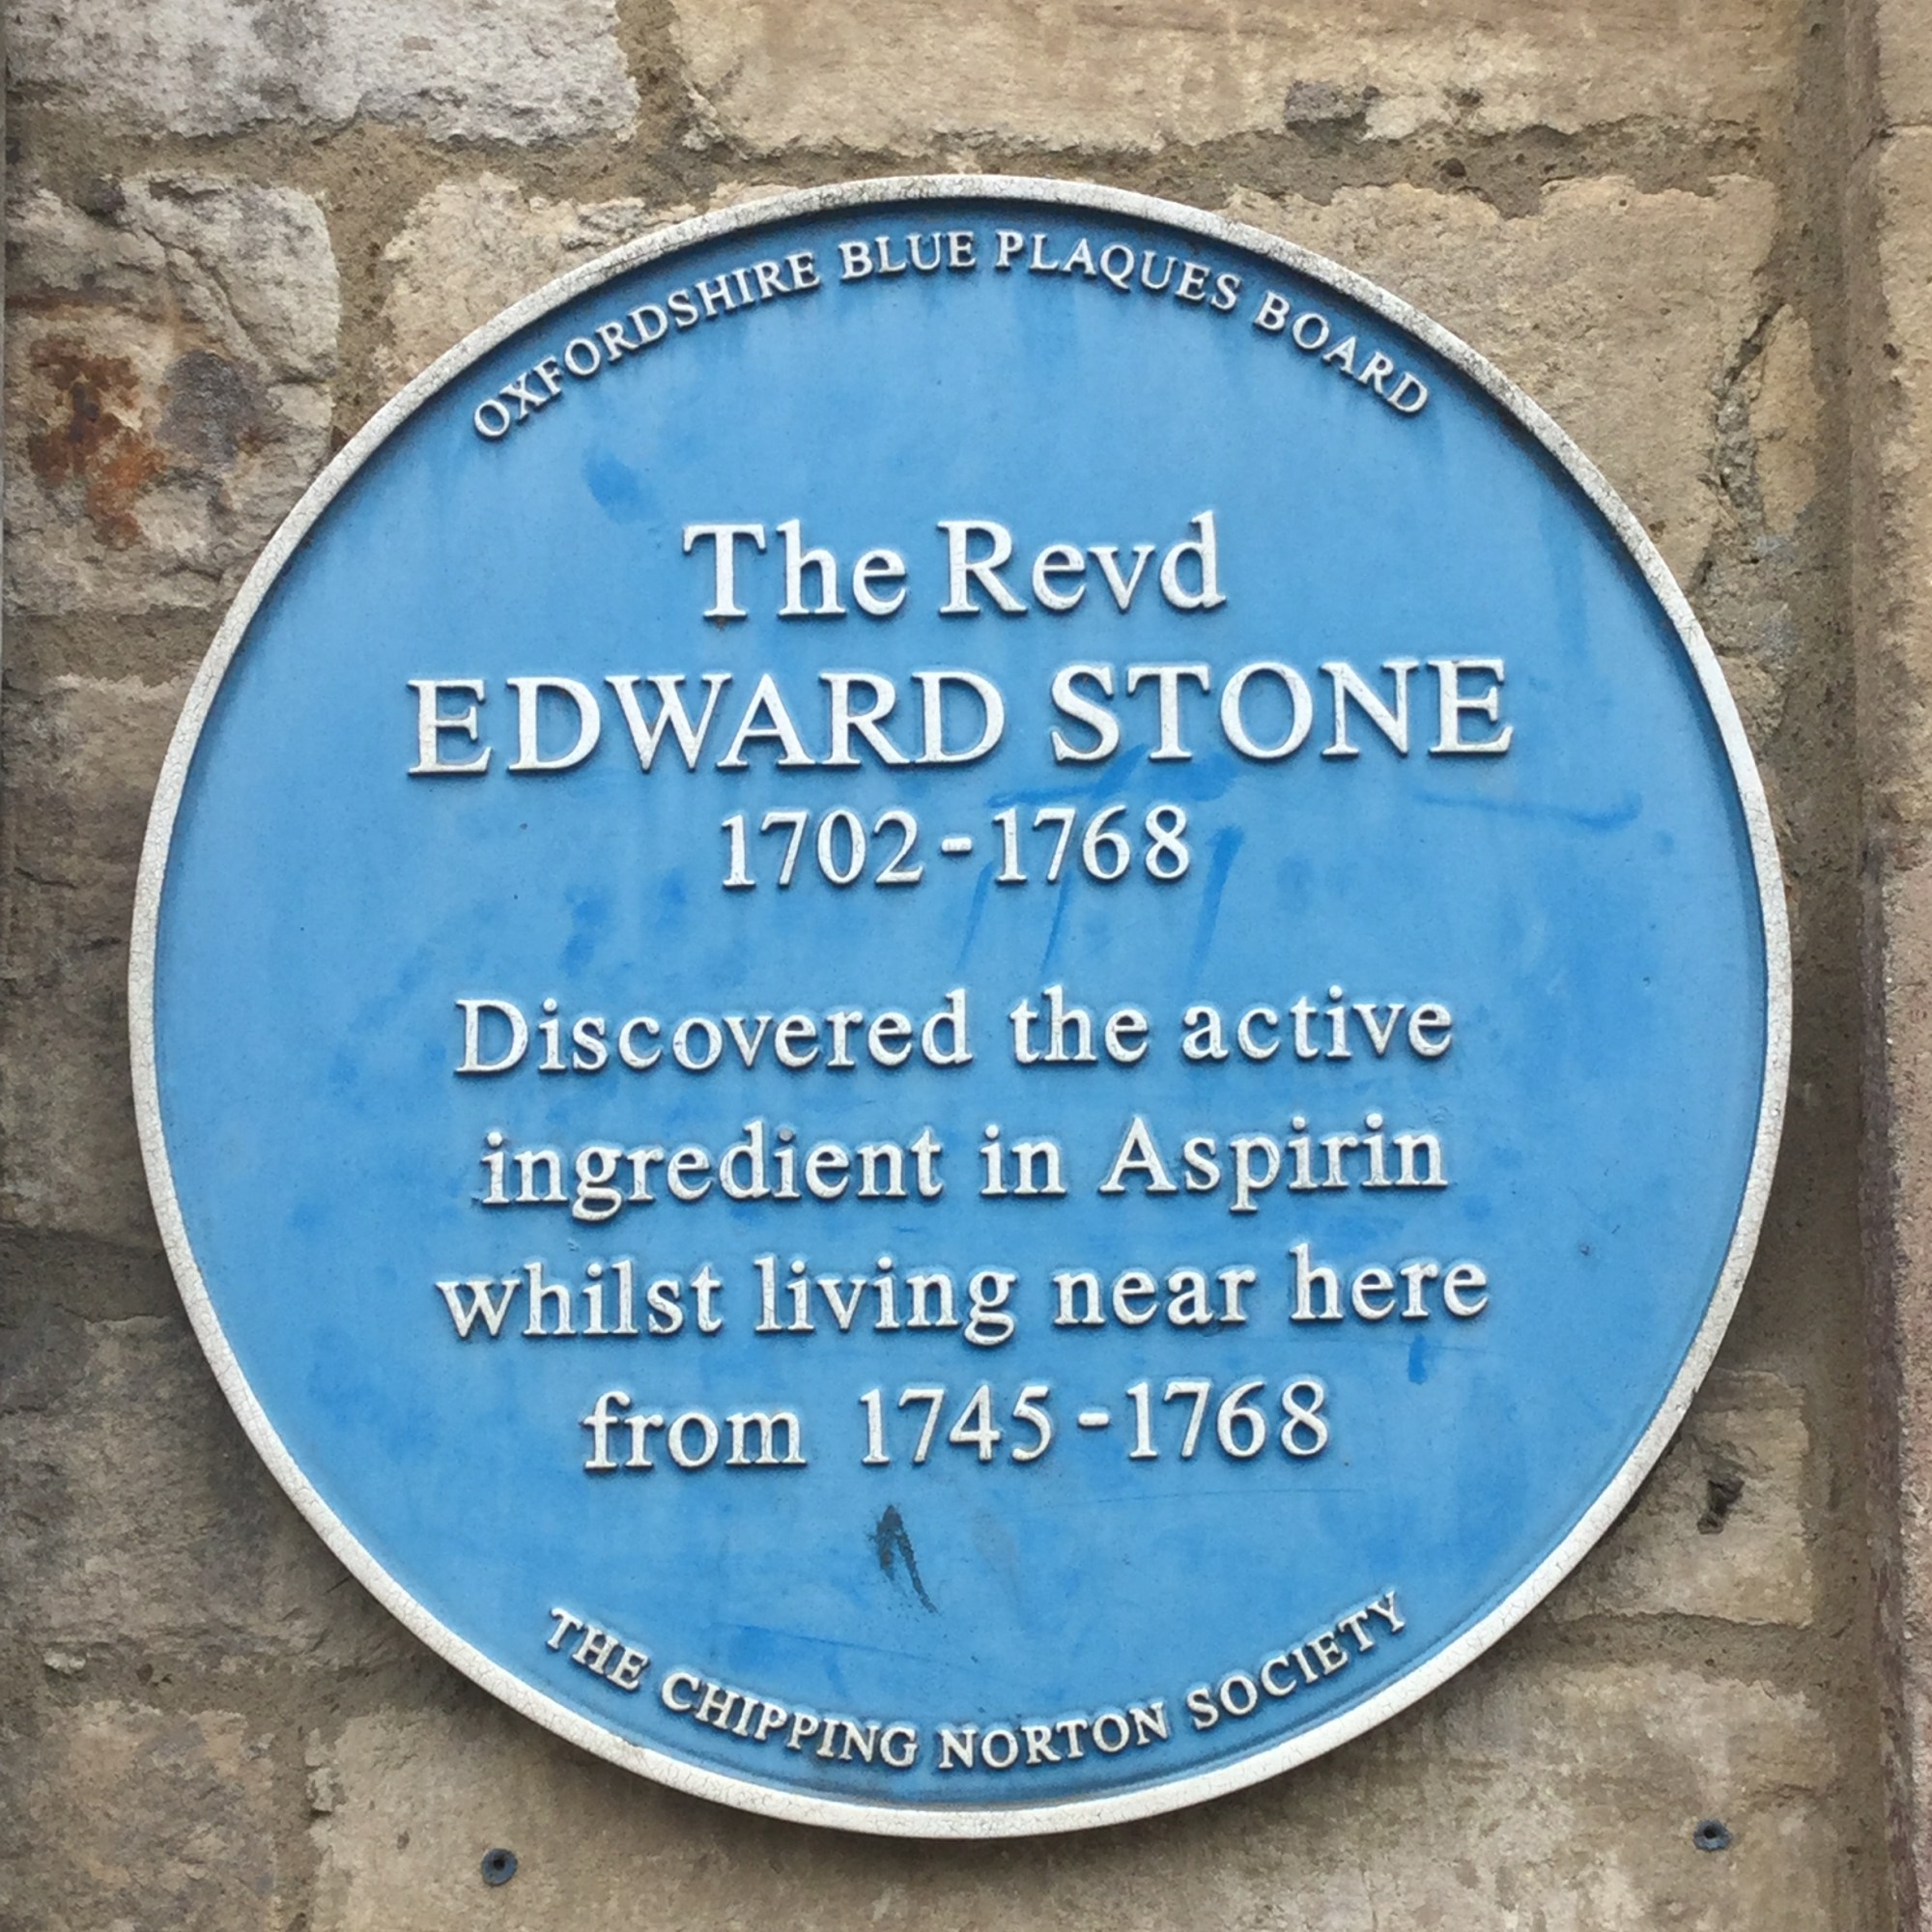 OXFORDSHIRE BLUE PLAQUES BOARD
The Revd
EDWARD STONE
1702-1768
Discovered the active
ingredient in Aspirin
whilst living near here
from 1745-1768
THE CHIPPING NORTON SOCIETY